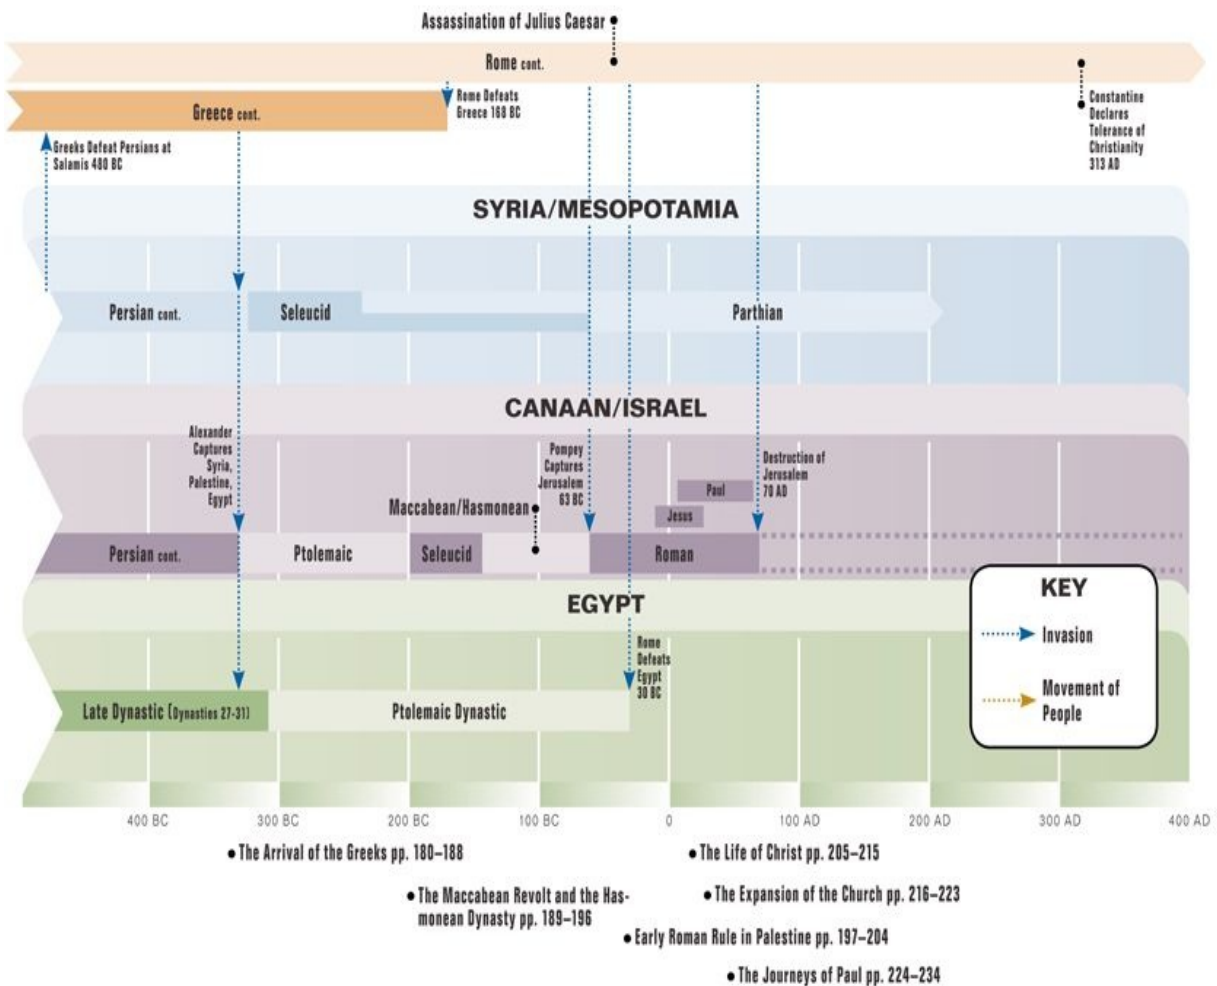 Assassination of Julius Caesar
Rome cont.
Greece cont.
Rome Defeats
Greece 168 BC
Constantine
Declares
Tolerance of
Christianity
313 AD
Greeks Defeat Persians at
Salamis 480 BC
SYRIA/MESOPOTAMIA
Persian cont.
Seleucid
Parthian
CANAAN/ISRAEL
Alexander
Captures
Syria,
Palestine,
Egypt
Pompey
Captures
Jerusalem
63 BC
Destruction of
Jerusalem
70 AD
Paul
Jesus
Maccabean/Hasmonean
Persian cont.
Ptolemaic
Seleucid
Roman
EGYPT
Rome
Defeats
Egypt
30 BC
Late Dynastic (Dynasties 27-31)
Ptolemaic Dynastic
KEY
Invasion
Movement of
People
400 BC
300 BC
200 BC
100 BC
0
100 AD
200 AD
300 AD
400 AD
•The Arrival of the Greeks pp. 180–188
•The Life of Christ pp. 205–215
•The Maccabean Revolt and the Has-
monean Dynasty pp. 189–196
•The Expansion of the Church pp. 216–223
•Early Roman Rule in Palestine pp. 197–204
•The Journeys of Paul pp. 224–234